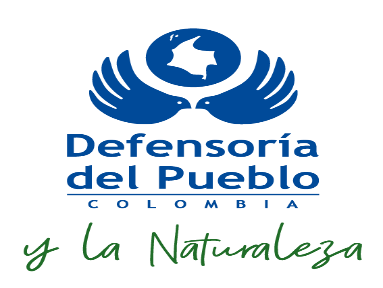 Defensoría
del Pueblo
COLOMBIA
y la Naturaleza